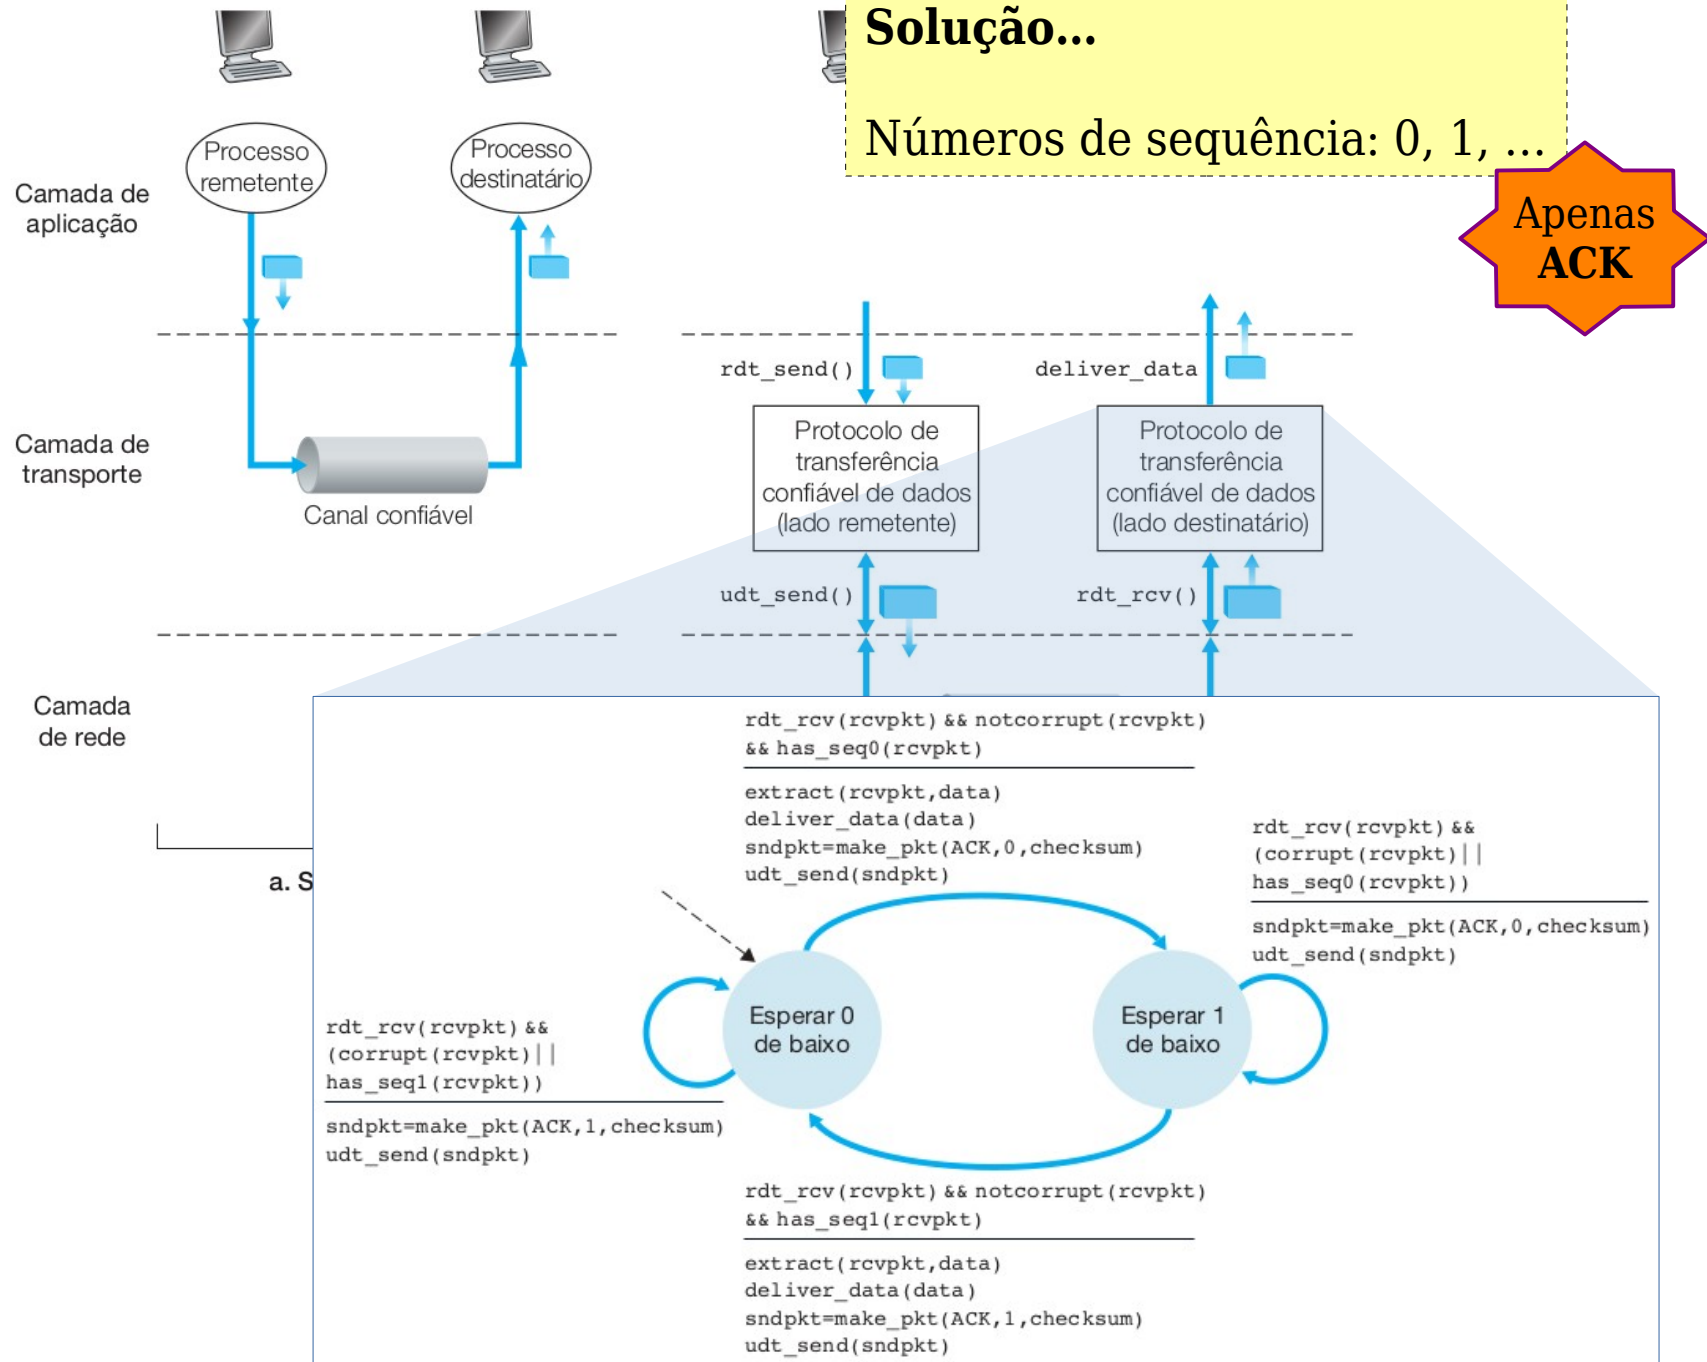 Solução...
Números de sequência: 0, 1, ...
Apenas
ACK
Processo
remetente
Processo
destinatário
Camada de
aplicação
rdt_send()
deliver_data
Camada de
transporte
Canal confiável
Protocolo de
transferência
confiável de dados
(lado remetente)
Protocolo de
transferência
confiável de dados
(lado destinatário)
udt_send()
rdt_rcv()
Camada
de rede
a. S
rdt_rcv(rcvpkt) && notcorrupt(rcvpkt)
&& has_seq0(rcvpkt)
extract(rcvpkt,data)
deliver_data(data)
sndpkt=make_pkt(ACK,0,checksum)
udt_send(sndpkt)
rdt_rcv(rcvpkt) &&
(corrupt(rcvpkt)||
has_seq0(rcvpkt))
sndpkt=make_pkt(ACK,0,checksum)
udt_send(sndpkt)
Esperar 0
de baixo
Esperar 1
de baixo
rdt_rcv(rcvpkt) &&
(corrupt(rcvpkt)||
has_seq1(rcvpkt))
sndpkt=make_pkt(ACK,1,checksum)
udt_send(sndpkt)
rdt_rcv(rcvpkt) && notcorrupt(rcvpkt)
&& has_seq1(rcvpkt)
extract(rcvpkt,data)
deliver_data(data)
sndpkt=make_pkt(ACK,1,checksum)
udt_send(sndpkt)